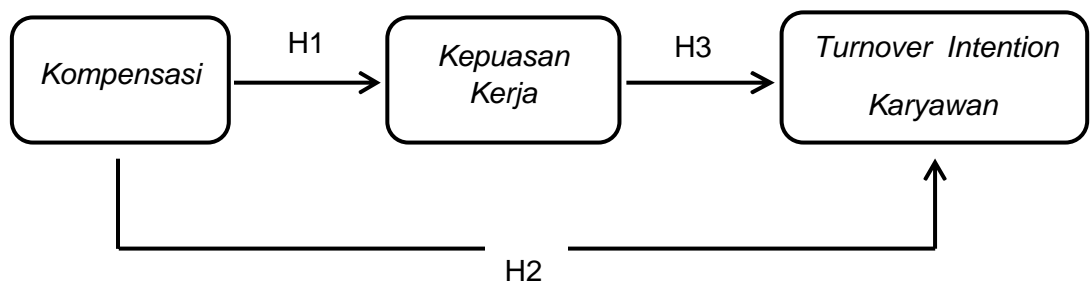 Kompensasi
H1
Kepuasan
Kerja
H3
Turnover Intention
Karyawan
H2